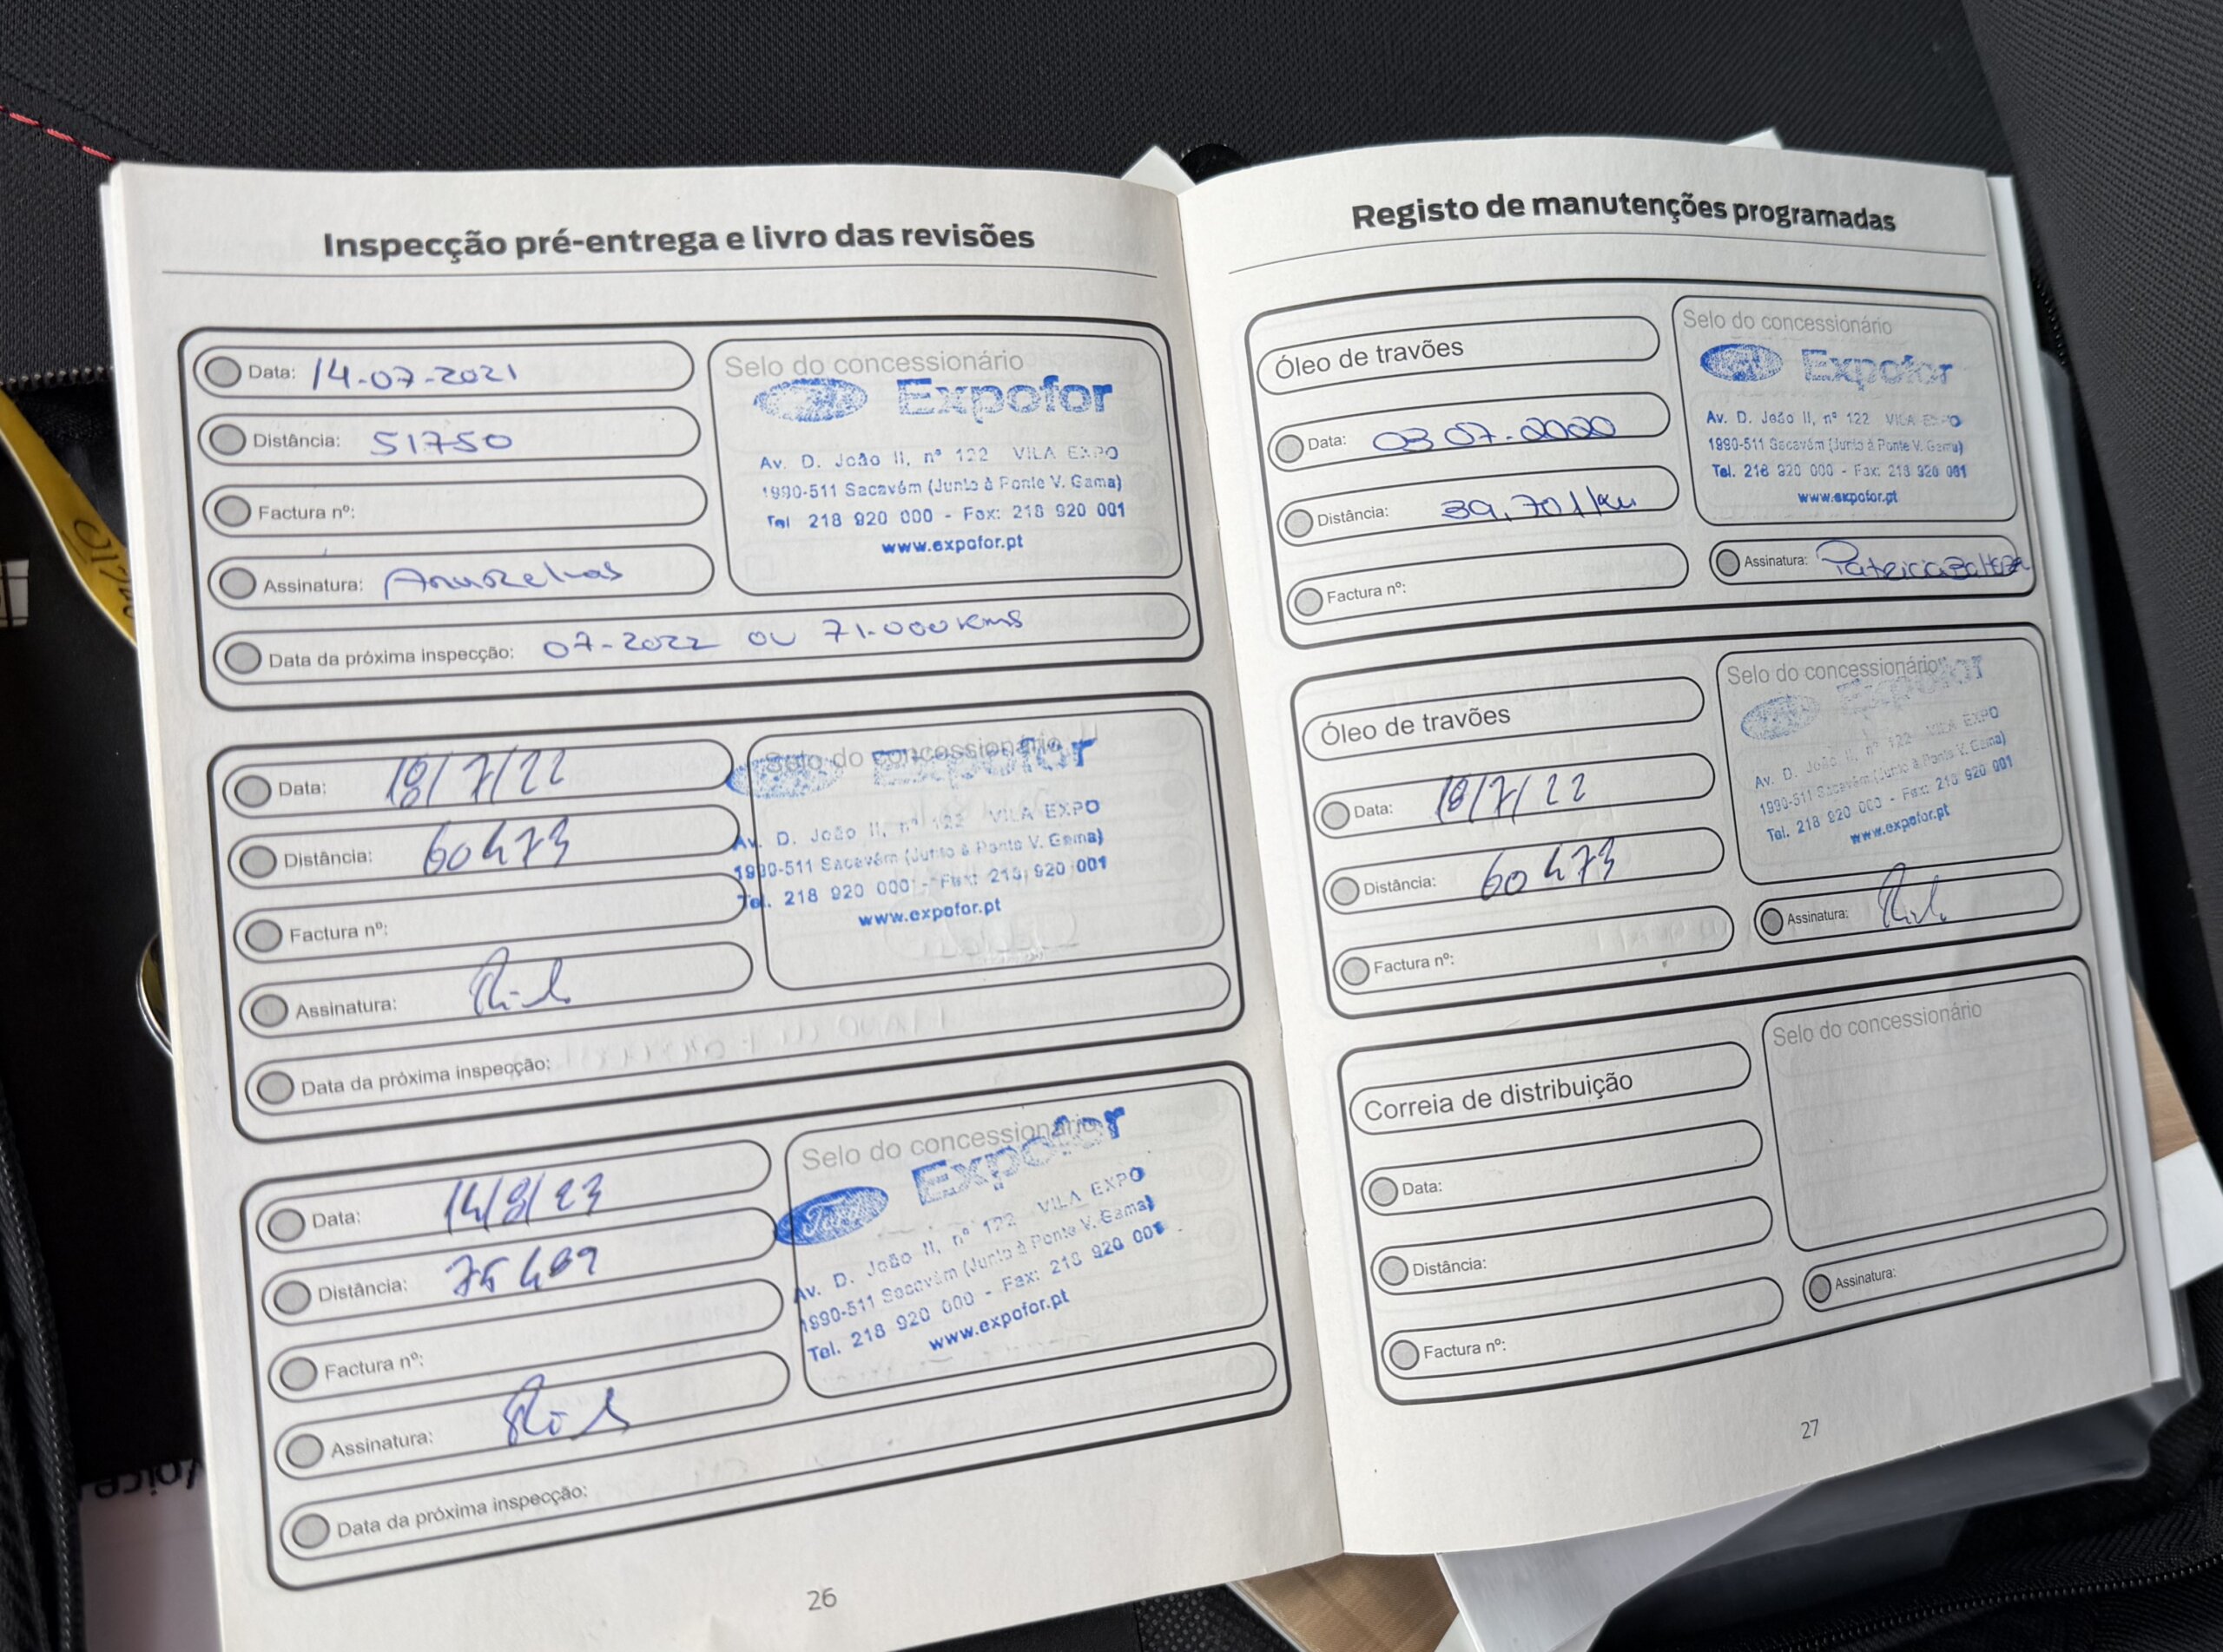 Inspecção pré-entrega e livro das revisões
Data: 14-07-2021
Distância: 51750
Factura nº:
Assinatura:
Data da próxima inspecção: 07-2022 ou 71.000 kms
Selo do concessionário
Ford Expofor
Av. D. João II, nº 122 VILA EXPO
1990-511 Sacavém (Junto à Ponte V. Gama)
Tel 218 920 000 - Fax: 218 920 001
www.expofor.pt
Data: 18/7/22
Distância: 60473
Factura nº:
Assinatura:
Data da próxima inspecção:
Selo do concessionário
Expofor
Av. D. João II, nº 122 VILA EXPO
1990-511 Sacavém (Junto à Ponte V. Gama)
Tel. 218 920 000 - Fax: 218 920 001
www.expofor.pt
Data: 14/8/23
Distância: 75489
Factura nº:
Assinatura:
Data da próxima inspecção:
Selo do concessionário
Ford Expofor
Av. D. João II, nº 122 VILA EXPO
1990-511 Sacavém (Junto à Ponte V. Gama)
Tel. 218 920 000 - Fax: 218 920 001
www.expofor.pt
26
Registo de manutenções programadas
Óleo de travões
Data: 03 07.2020
Distância: 39.701 km
Factura nº:
Selo do concessionário
Expofor
Av. D. João II, nº 122 VILA EXPO
1990-511 Sacavém (Junto à Ponte V. Gama)
Tel. 218 920 000 - Fax: 218 920 001
www.expofor.pt
Assinatura: Patricia
Óleo de travões
Data: 18/7/22
Distância: 60473
Factura nº:
Selo do concessionário
Expofor
Av. D. João II, nº 122 VILA EXPO
1990-511 Sacavém (Junto à Ponte V. Gama)
Tel. 218 920 000 - Fax: 218 920 001
www.expofor.pt
Assinatura:
Correia de distribuição
Data:
Distância:
Factura nº:
Selo do concessionário
Assinatura:
27